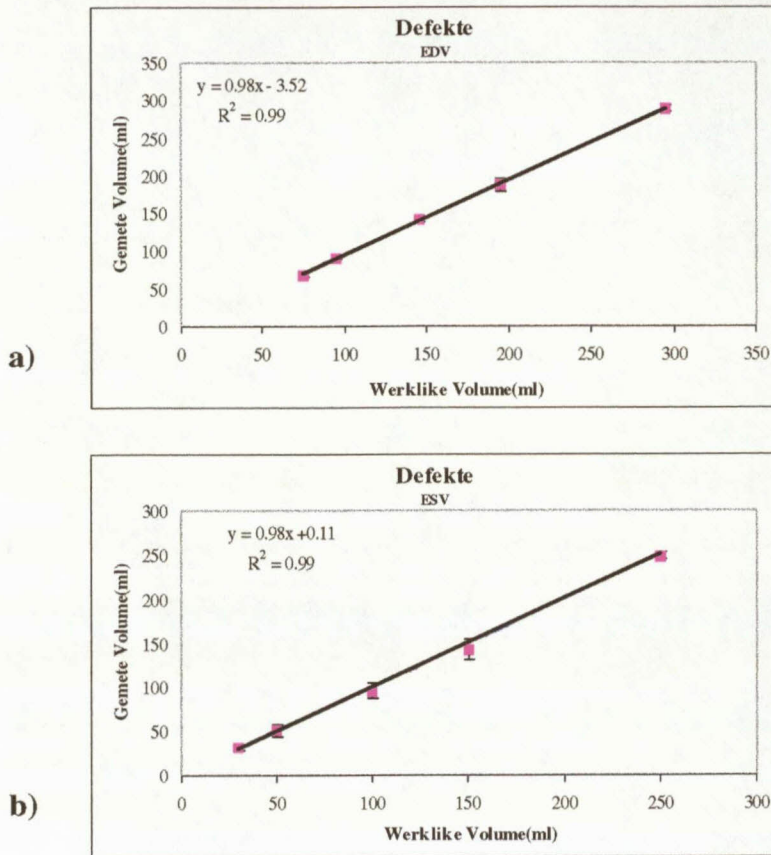 Defekte
EDV
y = 0.98x - 3.52
R² = 0.99
Gemete Volume(ml)
350
300
250
200
150
100
50
0
0 50 100 150 200 250 300 350
Werklike Volume(ml)
a)
Defekte
ESV
y = 0.98x +0.11
R² = 0.99
Gemete Volume(ml)
300
250
200
150
100
50
0
0 50 100 150 200 250 300
Werklike Volume(ml)
b)